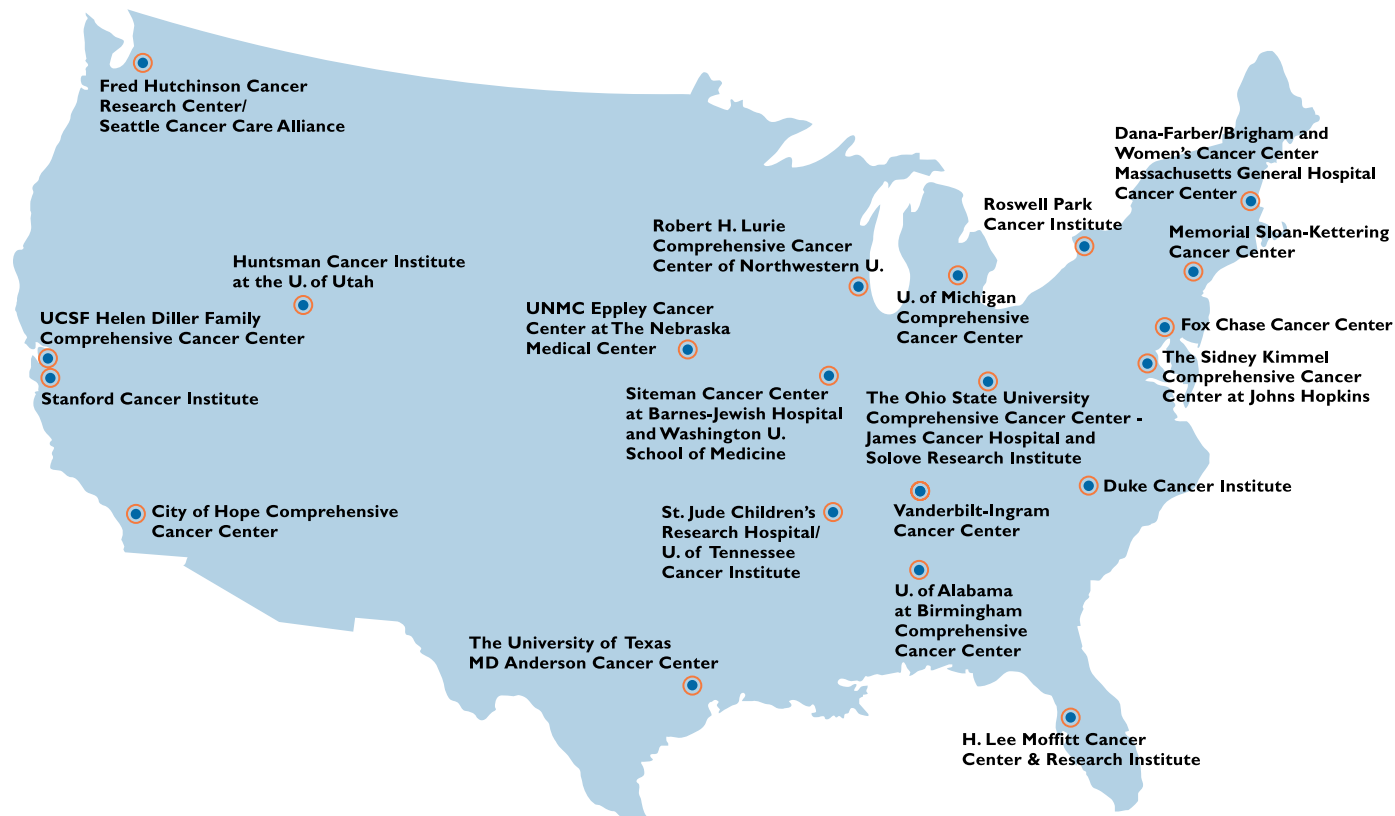 Fred Hutchinson Cancer
Research Center/
Seattle Cancer Care Alliance
Dana-Farber/Brigham and
Women's Cancer Center
Massachusetts General Hospital
Cancer Center
Roswell Park
Cancer Institute
Robert H. Lurie
Comprehensive Cancer
Center of Northwestern U.
Memorial Sloan-Kettering
Cancer Center
Huntsman Cancer Institute
at the U. of Utah
UNMC Eppley Cancer
Center at The Nebraska
Medical Center
U. of Michigan
Comprehensive
Cancer Center
UCSF Helen Diller Family
Comprehensive Cancer Center
Fox Chase Cancer Center
The Sidney Kimmel
Comprehensive Cancer
Center at Johns Hopkins
Stanford Cancer Institute
Siteman Cancer Center
at Barnes-Jewish Hospital
and Washington U.
School of Medicine
The Ohio State University
Comprehensive Cancer Center -
James Cancer Hospital and
Solove Research Institute
Duke Cancer Institute
City of Hope Comprehensive
Cancer Center
St. Jude Children's
Research Hospital/
U. of Tennessee
Cancer Institute
Vanderbilt-Ingram
Cancer Center
U. of Alabama
at Birmingham
Comprehensive
Cancer Center
The University of Texas
MD Anderson Cancer Center
H. Lee Moffitt Cancer
Center & Research Institute